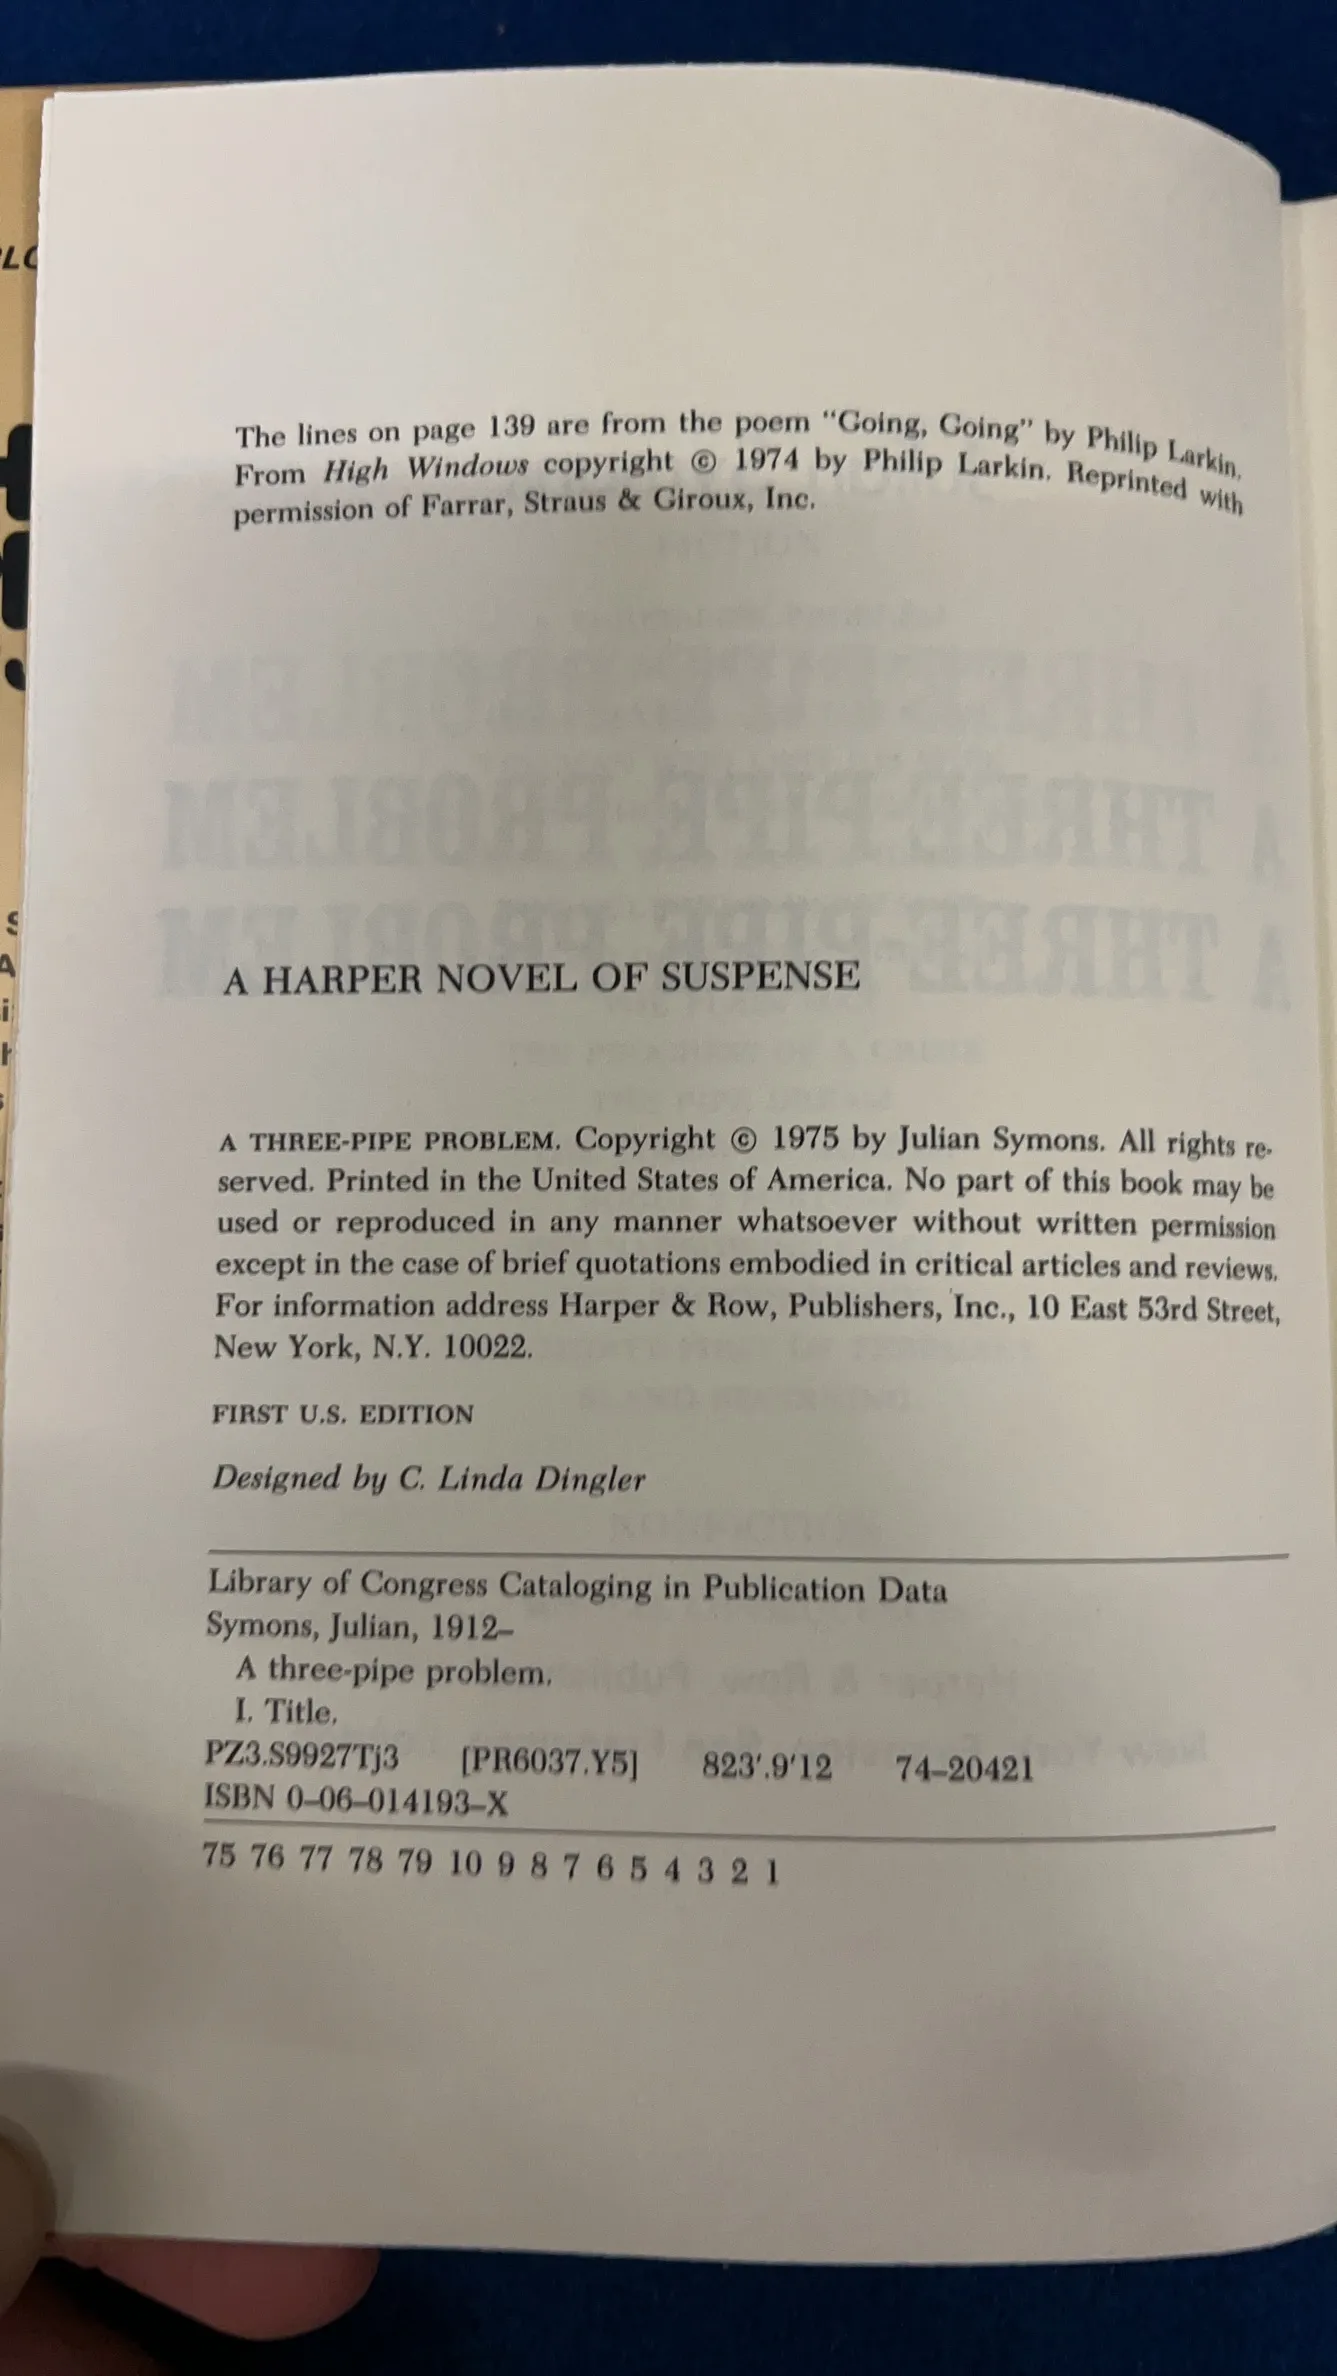 The lines on page 139 are from the poem "Going, Going" by Philip Larkin.
From High Windows copyright © 1974 by Philip Larkin. Reprinted with
permission of Farrar, Straus & Giroux, Inc.
A HARPER NOVEL OF SUSPENSE
A THREE-PIPE PROBLEM. Copyright © 1975 by Julian Symons. All rights re-
served. Printed in the United States of America. No part of this book may be
used or reproduced in any manner whatsoever without written permission
except in the case of brief quotations embodied in critical articles and reviews.
For information address Harper & Row, Publishers, Inc., 10 East 53rd Street,
New York, N.Y. 10022.
FIRST U.S. EDITION
Designed by C. Linda Dingler
Library of Congress Cataloging in Publication Data
Symons, Julian, 1912–
A three-pipe problem.
I. Title.
PZ3.S9927Tj3 [PR6037.Y5] 823'.9'12 74–20421
ISBN 0–06–014193–X
75 76 77 78 79 10 9 8 7 6 5 4 3 2 1